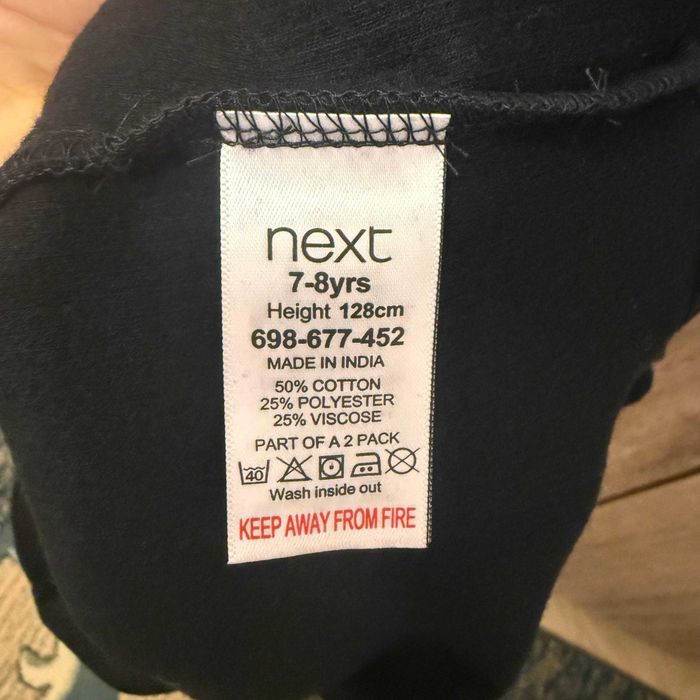 next
7-8yrs
Height 128cm
698-677-452
MADE IN INDIA
50% COTTON
25% POLYESTER
25% VISCOSE
PART OF A 2 PACK
40
Wash inside out
KEEP AWAY FROM FIRE